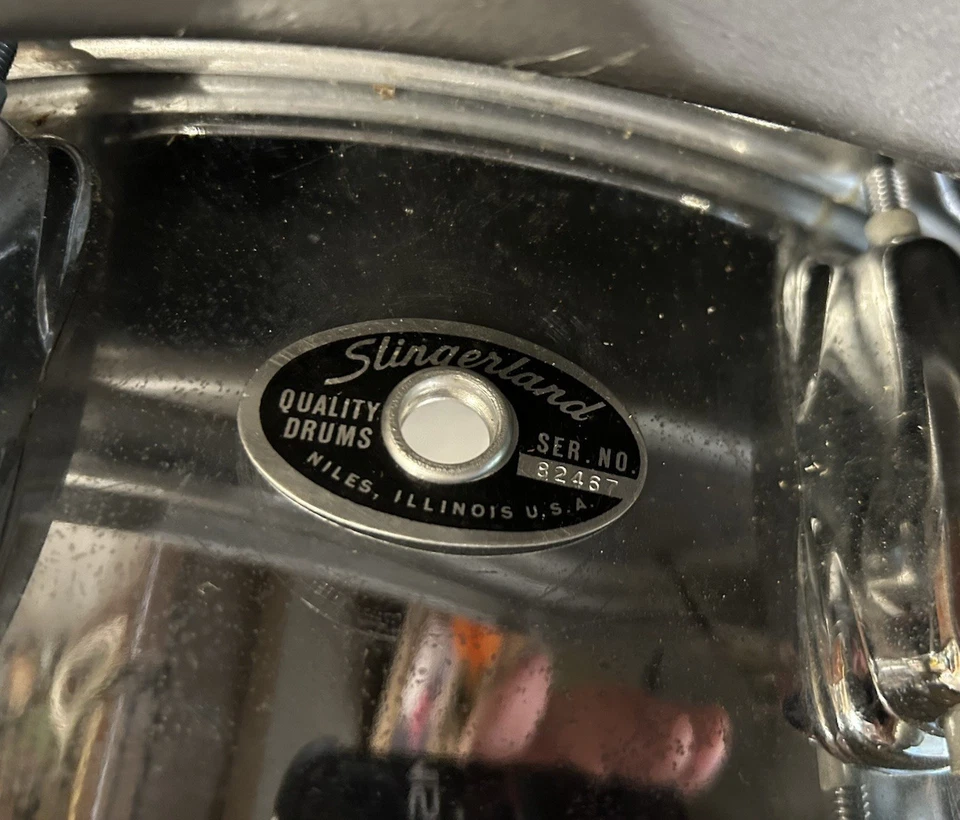 Slingerland
QUALITY
DRUMS
SER. NO.
82467
NILES, ILLINOIS U.S.A.